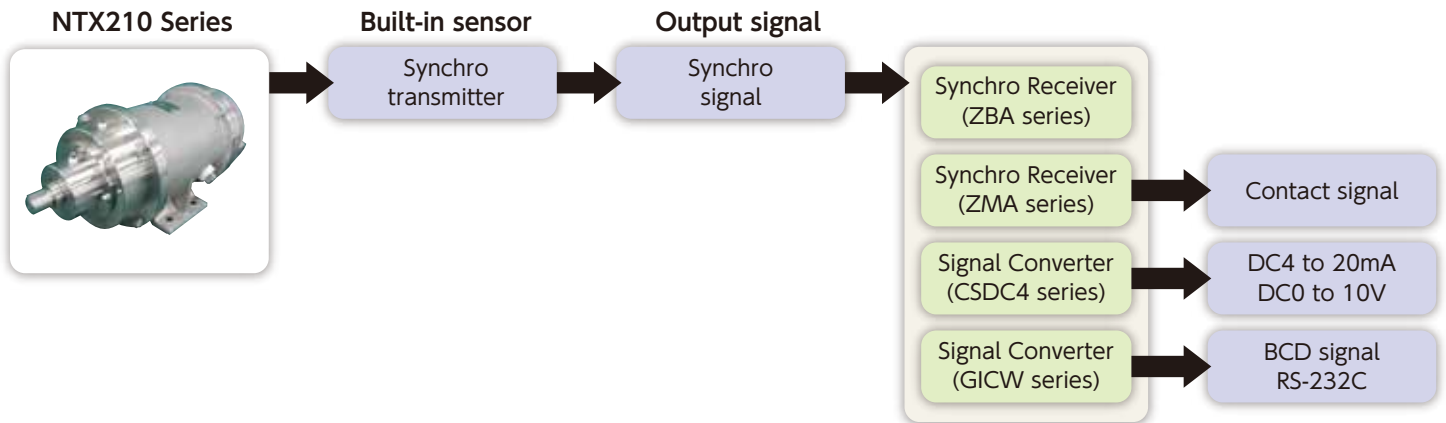 NTX210 Series
Built-in sensor
Output signal
Synchro
transmitter
Synchro
signal
Synchro Receiver
(ZBA series)
Synchro Receiver
(ZMA series)
Contact signal
Signal Converter
(CSDC4 series)
DC4 to 20mA
DC0 to 10V
Signal Converter
(GICW series)
BCD signal
RS-232C